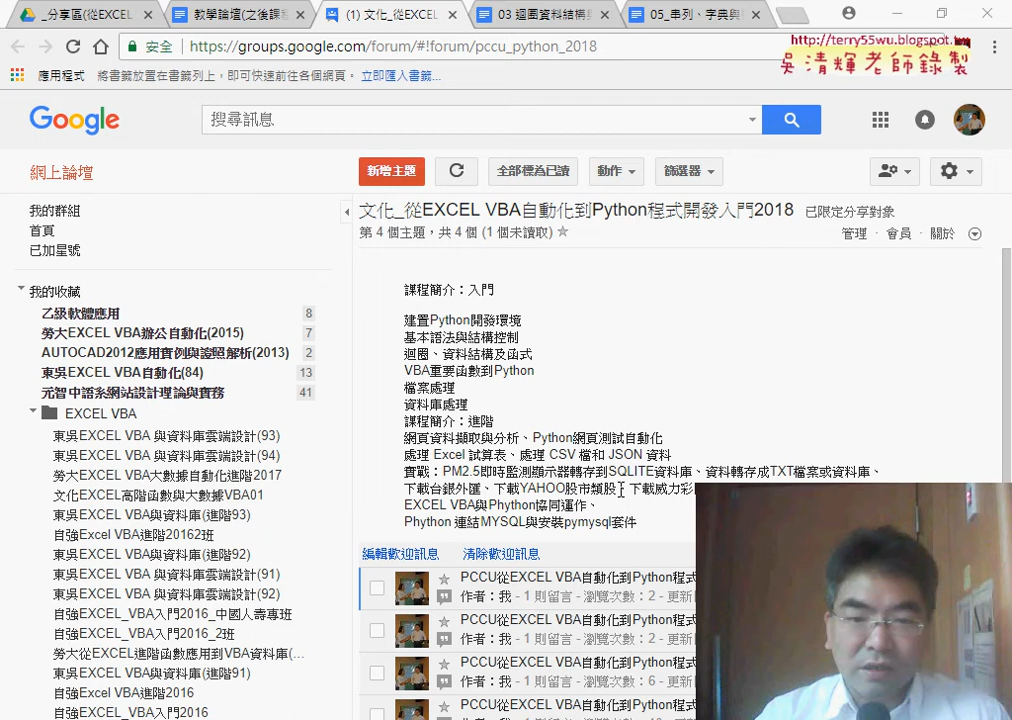 _分享區(從EXCEL
教學論壇(之後課程
(1) 文化_從EXCEL
03 迴圈資料結構與
05_串列、字典與
安全
https://groups.google.com/forum/#!forum/pccu_python_2018
http://terry55wu.blogspot.tw
吳清輝老師錄製
應用程式 將書籤放置在書籤列上，即可快速前往各個網頁。 立即匯入書籤...
Google
搜尋訊息
網上論壇
新增主題
全部標為已讀
動作
篩選器
我的群組
首頁
已加星號
我的收藏
乙級軟體應用 8
勞大EXCEL VBA辦公自動化(2015) 7
AUTOCAD2012應用實例與證照解析(2013) 2
東吳EXCEL VBA自動化(84) 13
元智中語系網站設計理論與實務 41
EXCEL VBA
東吳EXCEL VBA 與資料庫雲端設計(93)
東吳EXCEL VBA 與資料庫雲端設計(94)
勞大EXCEL VBA大數據自動化進階2017
文化EXCEL高階函數與大數據VBA01
東吳EXCEL VBA與資料庫(進階93)
自強Excel VBA進階20162班
東吳EXCEL VBA與資料庫(進階92)
東吳EXCEL VBA 與資料庫雲端設計(91)
東吳EXCEL VBA 與資料庫雲端設計(92)
自強EXCEL_VBA入門2016_中國人壽專班
自強EXCEL_VBA入門2016_2班
勞大從EXCEL進階函數應用到VBA資料庫(...
東吳EXCEL VBA與資料庫(進階91)
自強Excel VBA進階2016
自強EXCEL_VBA入門2016
文化_從EXCEL VBA自動化到Python程式開發入門2018 已限定分享對象
第 4 個主題，共 4 個 (1 個未讀取)
管理 · 會員 · 關於
課程簡介：入門
建置Python開發環境
基本語法與結構控制
迴圈、資料結構及函式
VBA重要函數到Python
檔案處理
資料庫處理
課程簡介：進階
網頁資料擷取與分析、Python網頁測試自動化
處理 Excel 試算表、處理 CSV 檔和 JSON 資料
實戰：PM2.5即時監測顯示器轉存到SQLITE資料庫、資料轉存成TXT檔案或資料庫、
下載台銀外匯、下載YAHOO股市類股、下載威力彩
EXCEL VBA與Phython協同運作、
Phython 連結MYSQL與安裝pymysql套件
編輯歡迎訊息 清除歡迎訊息
PCCU從EXCEL VBA自動化到Python程式
作者：我 - 1 則留言 - 瀏覽次數：2 - 更新
PCCU從EXCEL VBA自動化到Python程式
作者：我 - 1 則留言 - 瀏覽次數：2 - 更新
PCCU從EXCEL VBA自動化到Python程式
作者：我 - 1 則留言 - 瀏覽次數：6 - 更新
PCCU從EXCEL VBA自動化到Python程式